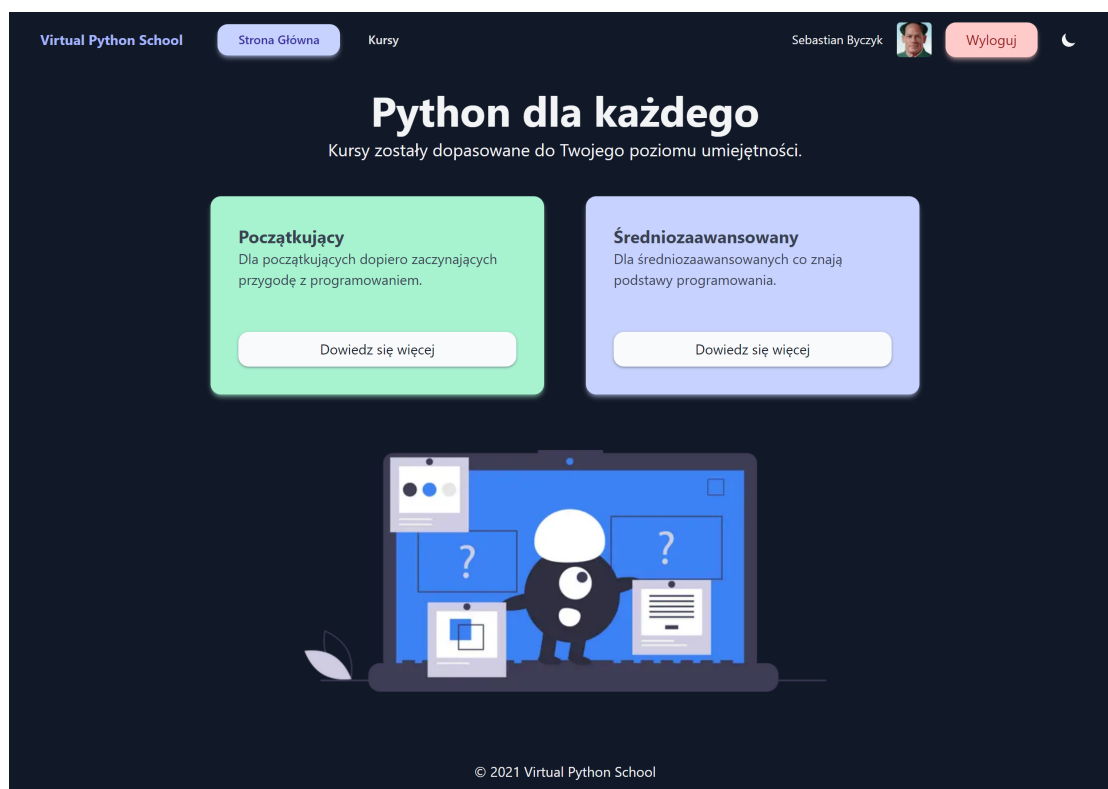 Virtual Python School
Strona Główna
Kursy
Sebastian Byczyk
Wyloguj
Python dla każdego
Kursy zostały dopasowane do Twojego poziomu umiejętności.
Początkujący
Dla początkujących dopiero zaczynających
przygodę z programowaniem.
Dowiedz się więcej
Średniozaawansowany
Dla średniozaawansowanych co znają
podstawy programowania.
Dowiedz się więcej
?
?
© 2021 Virtual Python School